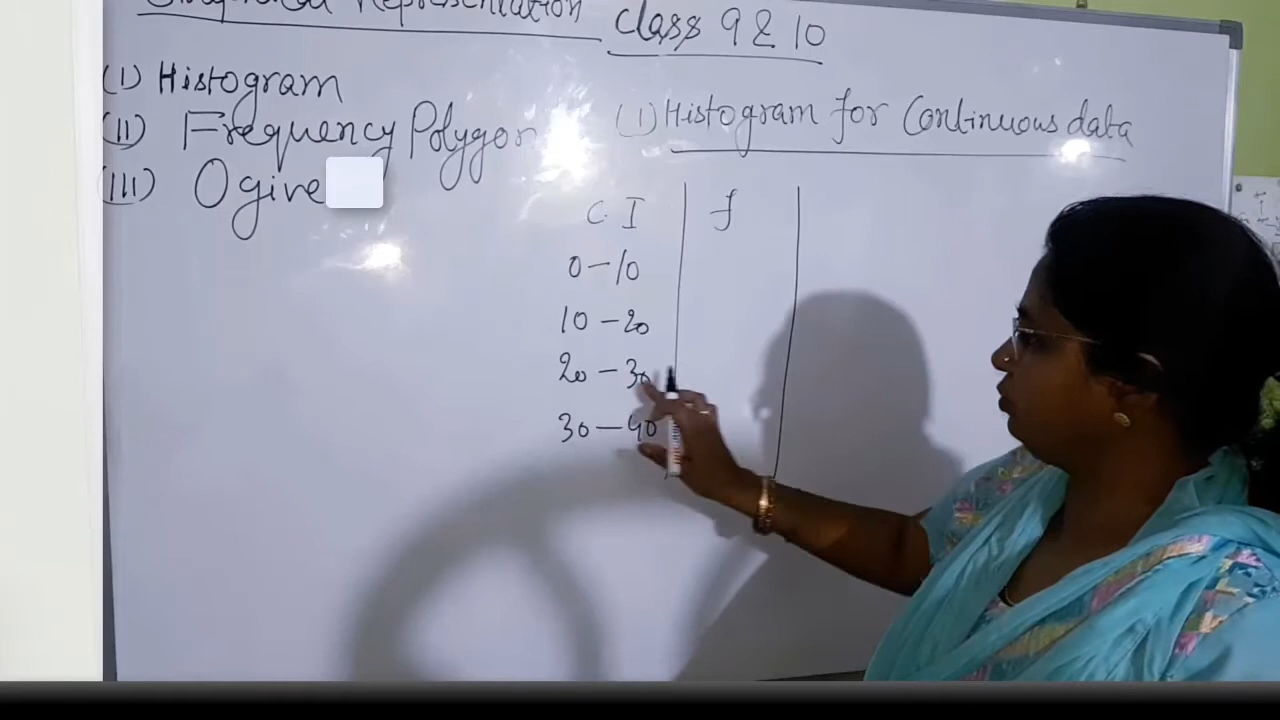 Representation
Class 9 & 10
(I) Histogram
(II) Frequency Polygon
(III) Ogive
(I) Histogram for Continuous data
C.I f
0-10
10-20
20-30
30-40